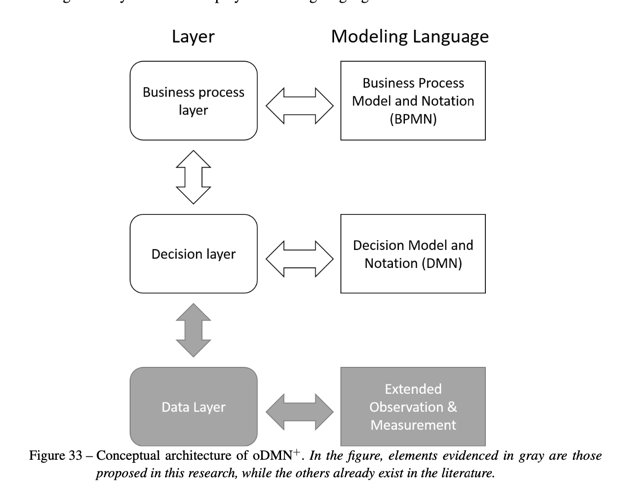 Layer
Modeling Language
Business process
layer
Business Process
Model and Notation
(BPMN)
Decision layer
Decision Model and
Notation (DMN)
Data Layer
Extended
Observation &
Measurement
Figure 33 – Conceptual architecture of oDMN+. In the figure, elements evidenced in gray are those
proposed in this research, while the others already exist in the literature.